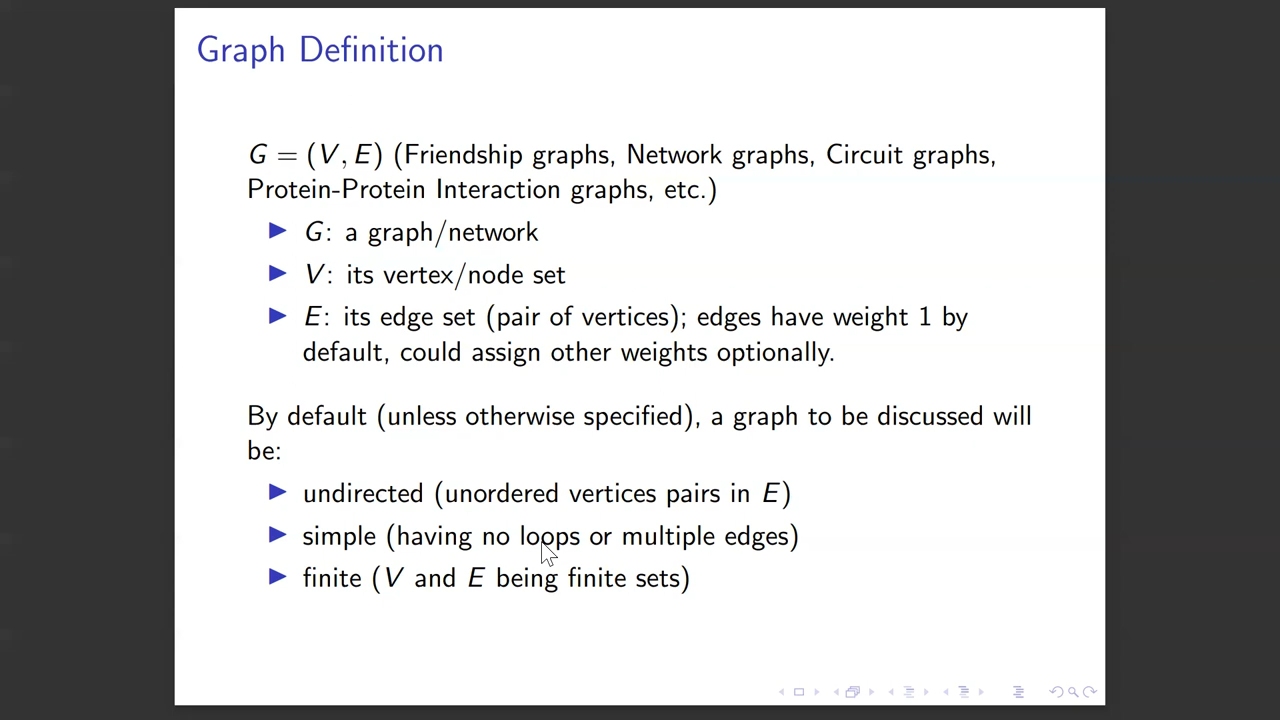 Graph Definition
G = (V, E) (Friendship graphs, Network graphs, Circuit graphs,
Protein-Protein Interaction graphs, etc.)
▶ G: a graph/network
▶ V: its vertex/node set
▶ E: its edge set (pair of vertices); edges have weight 1 by
default, could assign other weights optionally.
By default (unless otherwise specified), a graph to be discussed will
be:
▶ undirected (unordered vertices pairs in E)
▶ simple (having no loops or multiple edges)
▶ finite (V and E being finite sets)